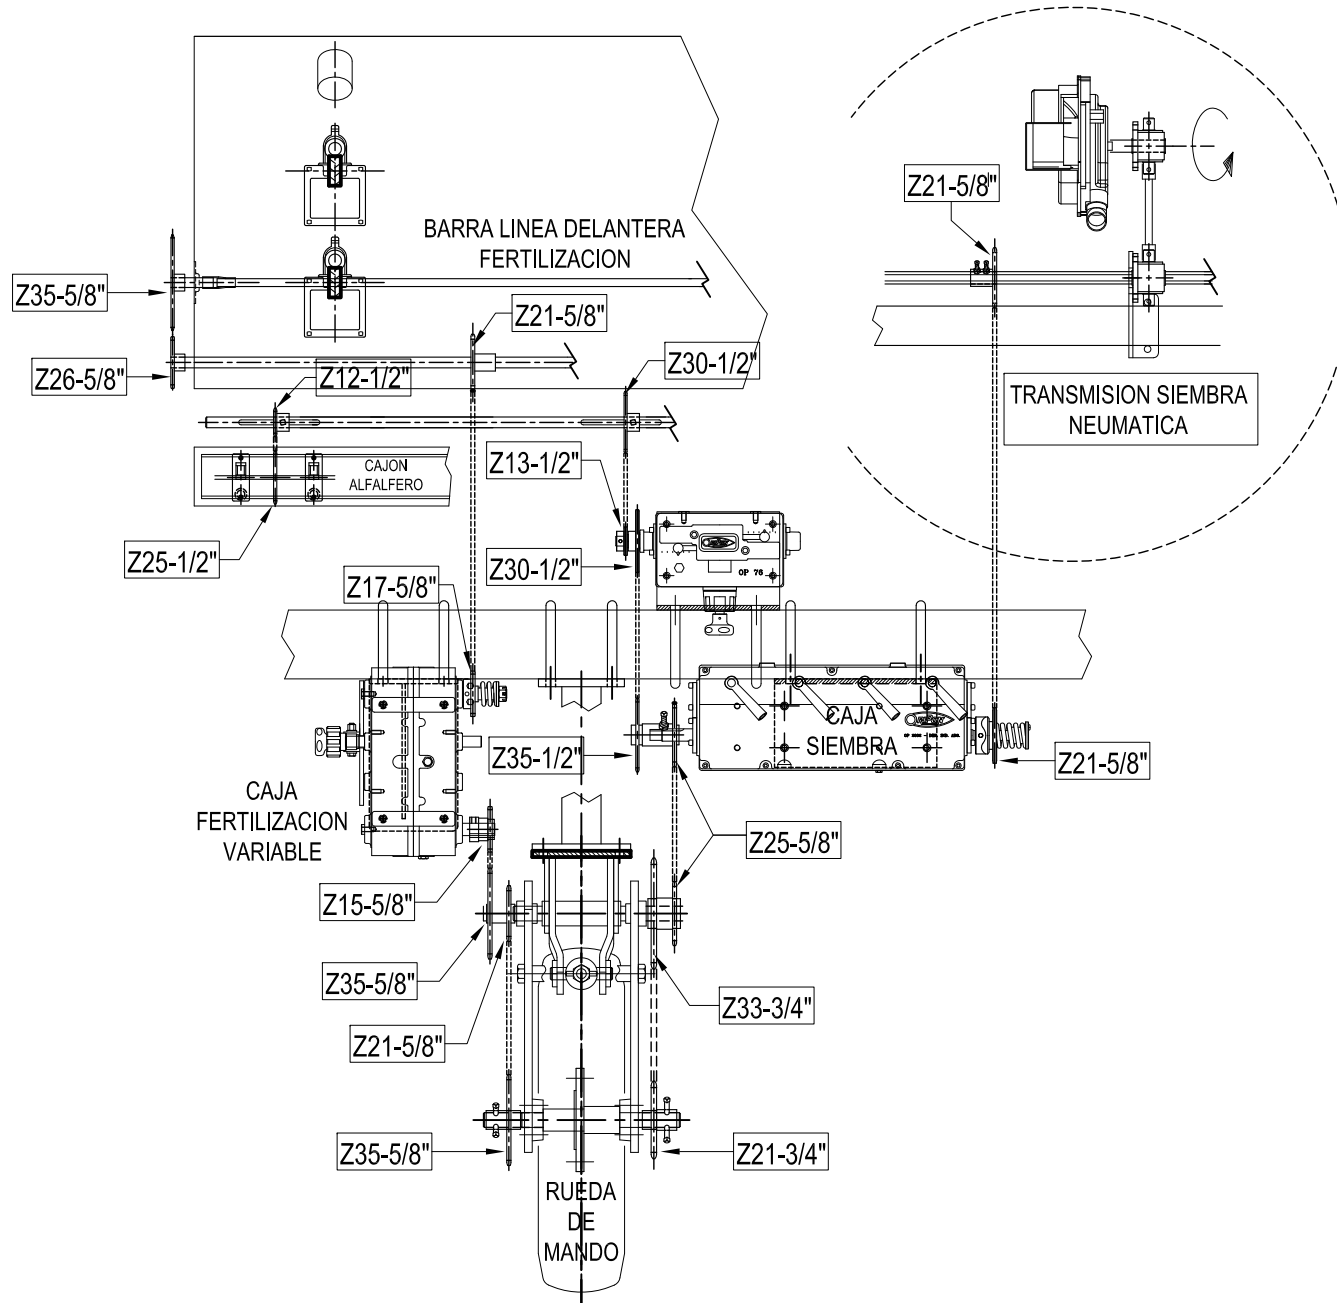 Z21-5/8"
BARRA LINEA DELANTERA
FERTILIZACION
Z35-5/8"
Z21-5/8"
Z26-5/8"
Z12-1/2"
Z30-1/2"
TRANSMISION SIEMBRA
NEUMATICA
CAJON
ALFALFERO
Z13-1/2"
Z25-1/2"
Z30-1/2"
OP 76
Z17-5/8"
CAJA
SIEMBRA
Z35-1/2"
Z21-5/8"
CAJA
FERTILIZACION
VARIABLE
Z25-5/8"
Z15-5/8"
Z35-5/8"
Z33-3/4"
Z21-5/8"
Z35-5/8"
Z21-3/4"
RUEDA
DE
MANDO